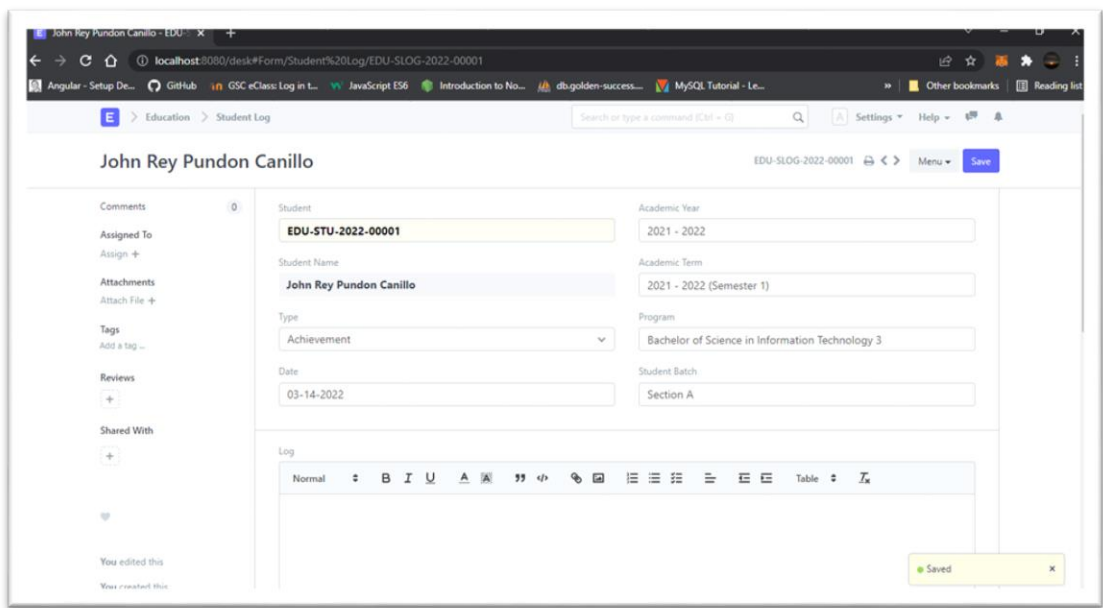 E John Rey Pundon Canillo - EDU-S × +
localhost:8080/desk#Form/Student%20Log/EDU-SLOG-2022-00001
Angular - Setup De... GitHub GSC eClass: Log in t... JavaScript ES6 Introduction to No... db.golden-success... MySQL Tutorial - Le... » Other bookmarks Reading list
E > Education > Student Log Search or type a command (Ctrl + G) A Settings Help
John Rey Pundon Canillo EDU-SLOG-2022-00001 < > Menu Save
Comments 0
Assigned To
Assign +
Attachments
Attach File +
Tags
Add a tag ...
Reviews
+
Shared With
+
You edited this
You created this
Student
EDU-STU-2022-00001
Student Name
John Rey Pundon Canillo
Type
Achievement
Date
03-14-2022
Academic Year
2021 - 2022
Academic Term
2021 - 2022 (Semester 1)
Program
Bachelor of Science in Information Technology 3
Student Batch
Section A
Log
Normal B I U A A Table
Saved ×